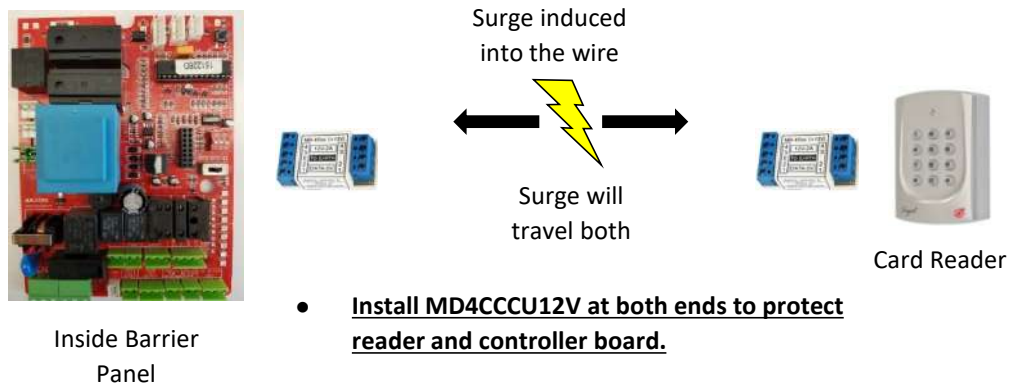 Surge induced
into the wire
Surge will
travel both
Card Reader
● Install MD4CCCU12V at both ends to protect
reader and controller board.
Inside Barrier
Panel